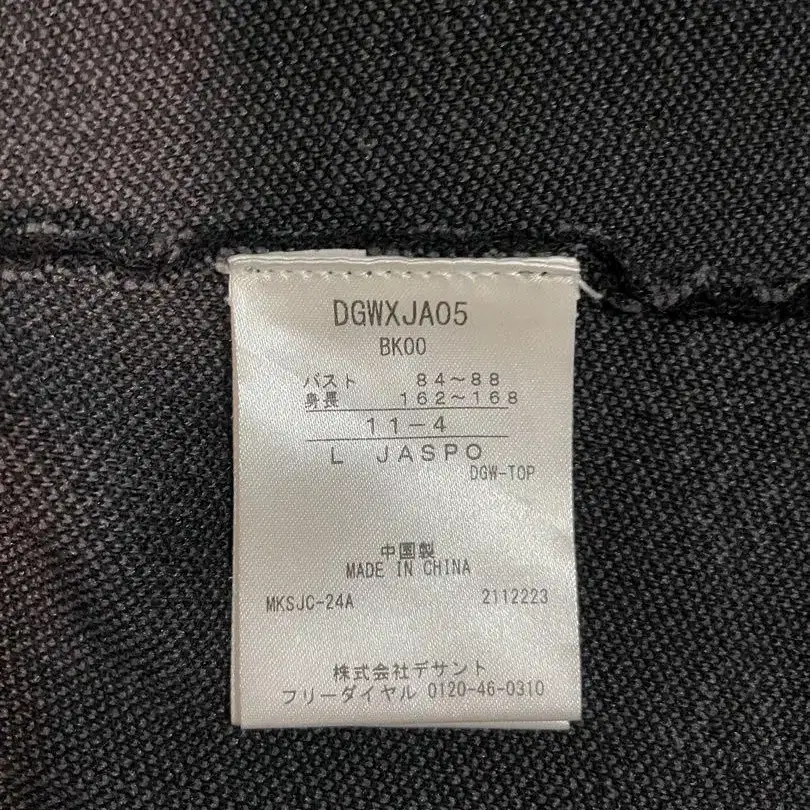 DGWXJA05
BK00
バスト 84～88
身長 162～168
11-4
L JASPO
DGW-TOP
中国製
MADE IN CHINA
MKSJC-24A 2112223
株式会社デサント
フリーダイヤル 0120-46-0310